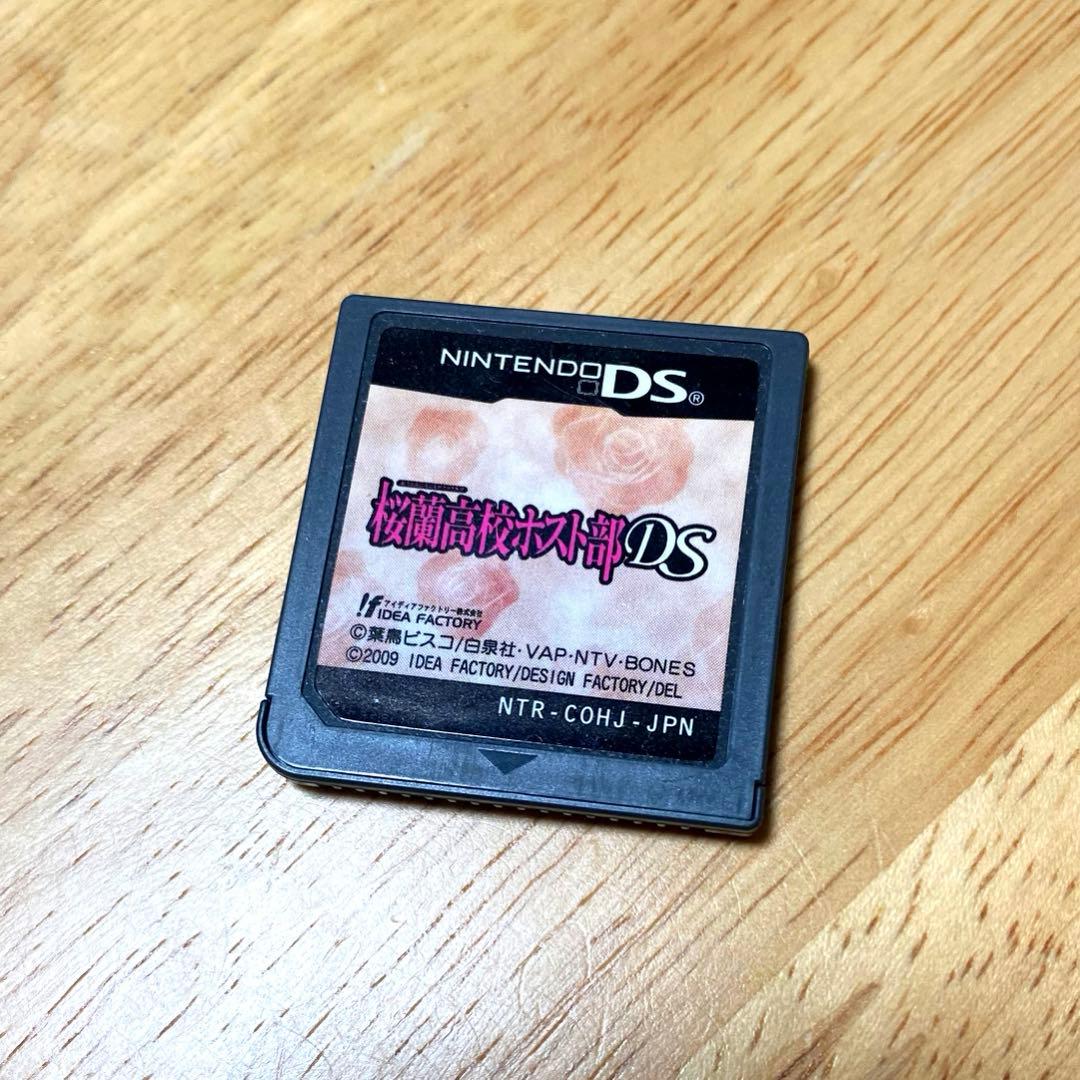 NINTENDO DS®
桜蘭高校ホスト部DS
!f アイディアファクトリー株式会社
IDEA FACTORY
©葉鳥ビスコ/白泉社・VAP・NTV・BONES
©2009 IDEA FACTORY/DESIGN FACTORY/DEL
NTR-COHJ-JPN